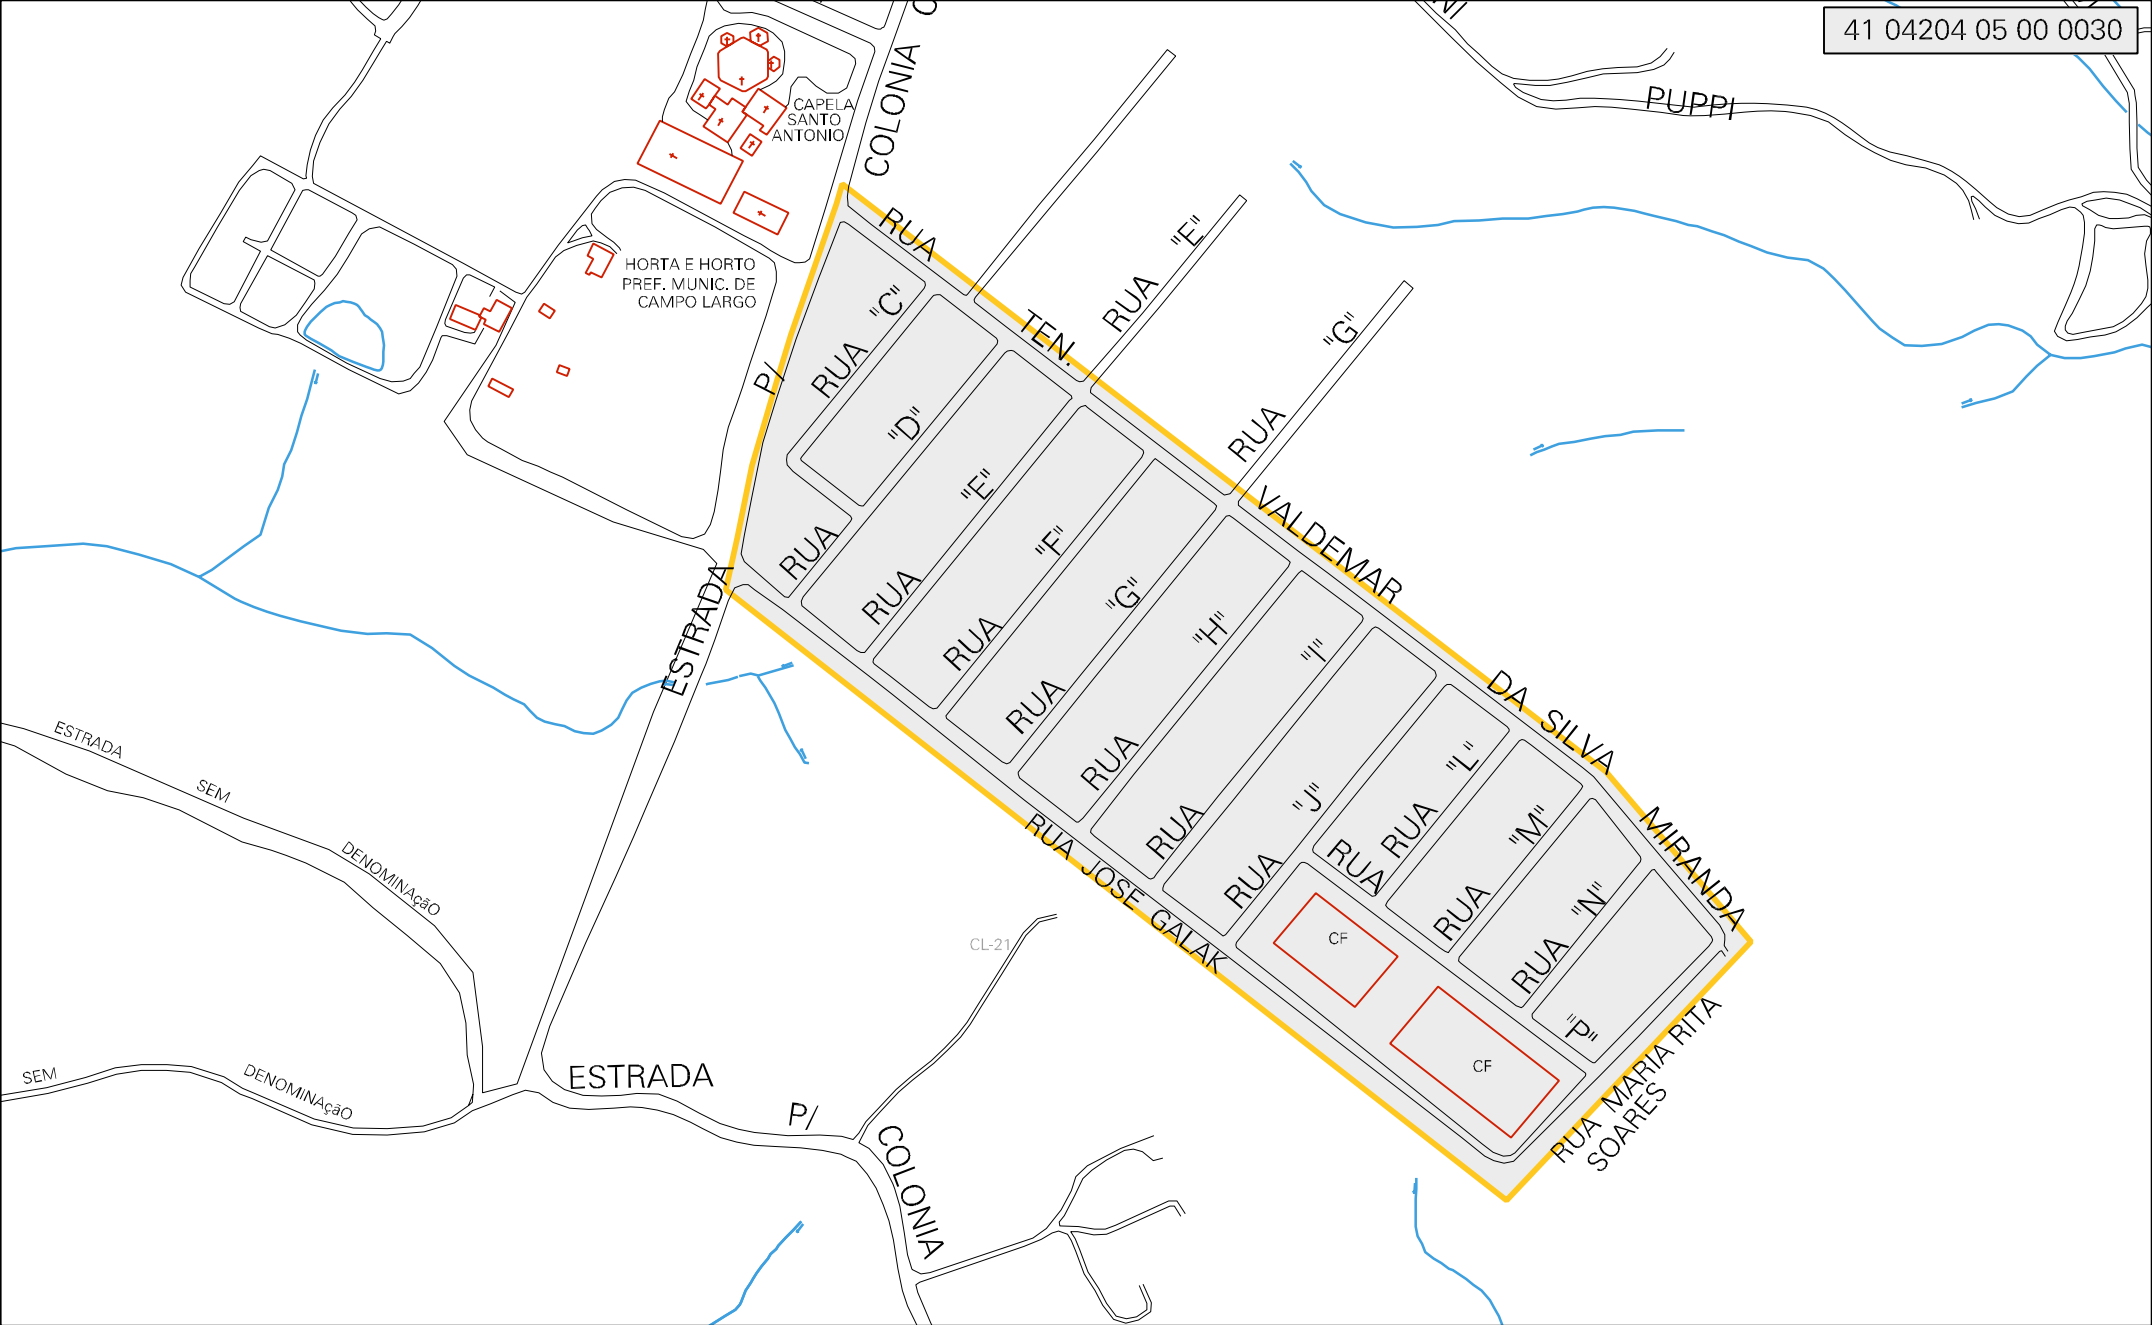 41 04204 05 00 0030
NI
PUPPI
COLONIA
CAPELA
SANTO
ANTONIO
HORTA E HORTO
PREF. MUNIC. DE
CAMPO LARGO
RUA TEN. VALDEMAR DA SILVA MIRANDA
RUA "E"
RUA "G"
ESTRADA P/ COLONIA
RUA "C"
RUA "D"
RUA "E"
RUA "F"
RUA "G"
RUA "H"
RUA "I"
RUA "J"
RUA "L"
RUA "M"
RUA "N"
RUA "P"
CF
CF
RUA JOSE GALAK
RUA MARIA RITA
SOARES
ESTRADA SEM DENOMINAçãO
SEM DENOMINAçãO
CL-21
ESTRADA P/ COLONIA